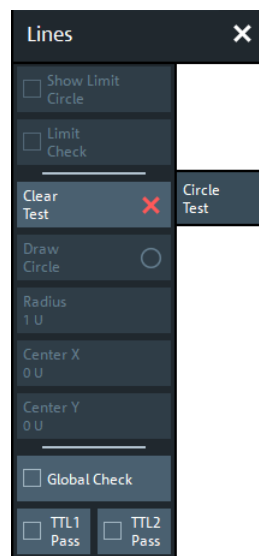 Lines
Show Limit
Circle
Limit
Check
Clear
Test
Circle
Test
Draw
Circle
Radius
1 U
Center X
0 U
Center Y
0 U
Global Check
TTL1
Pass
TTL2
Pass